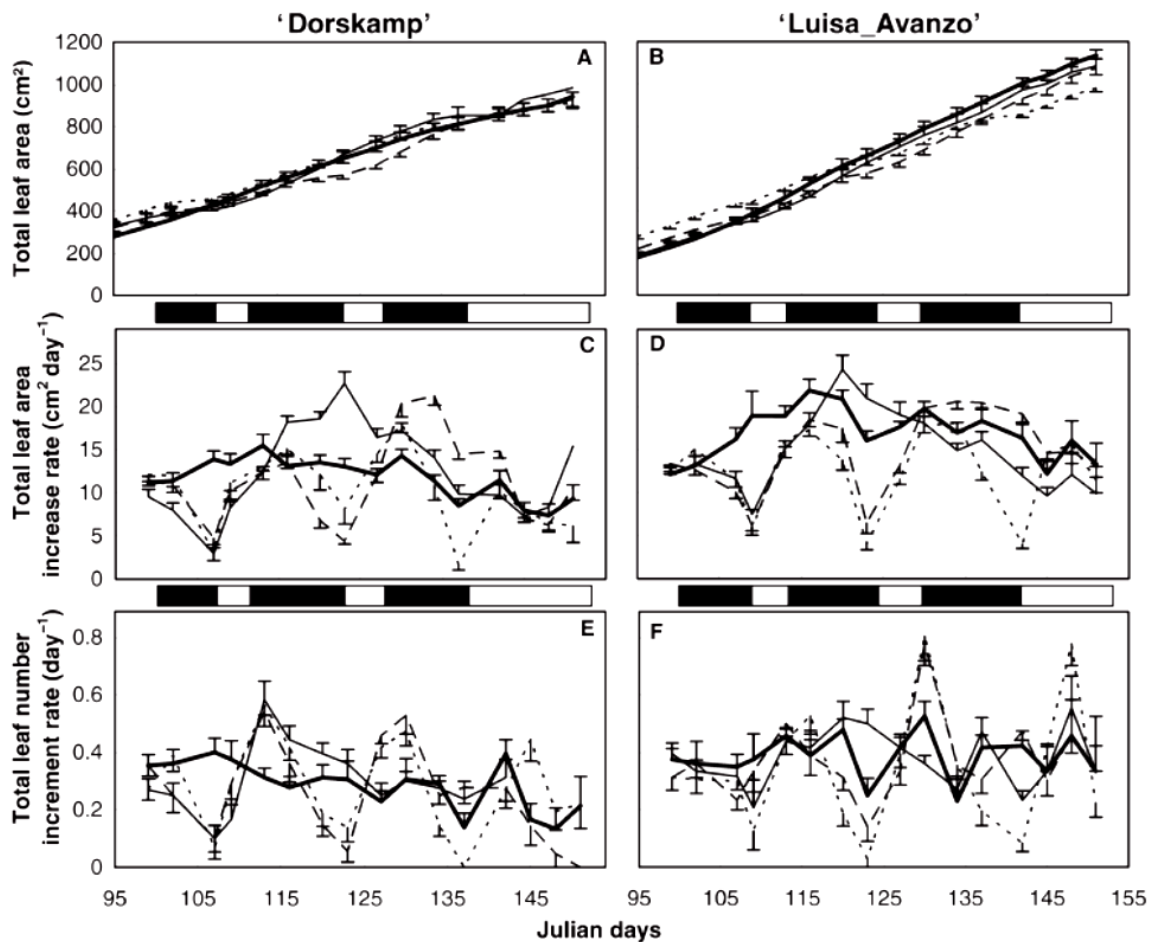 'Dorskamp'
'Luisa_Avanzo'
Total leaf area (cm²)
1200
1000
800
600
400
200
0
A
B
Total leaf area
increase rate (cm² day⁻¹)
25
20
15
10
5
0
C
D
Total leaf number
increment rate (day⁻¹)
0.8
0.6
0.4
0.2
0
E
F
95 105 115 125 135 145 95 105 115 125 135 145 155
Julian days